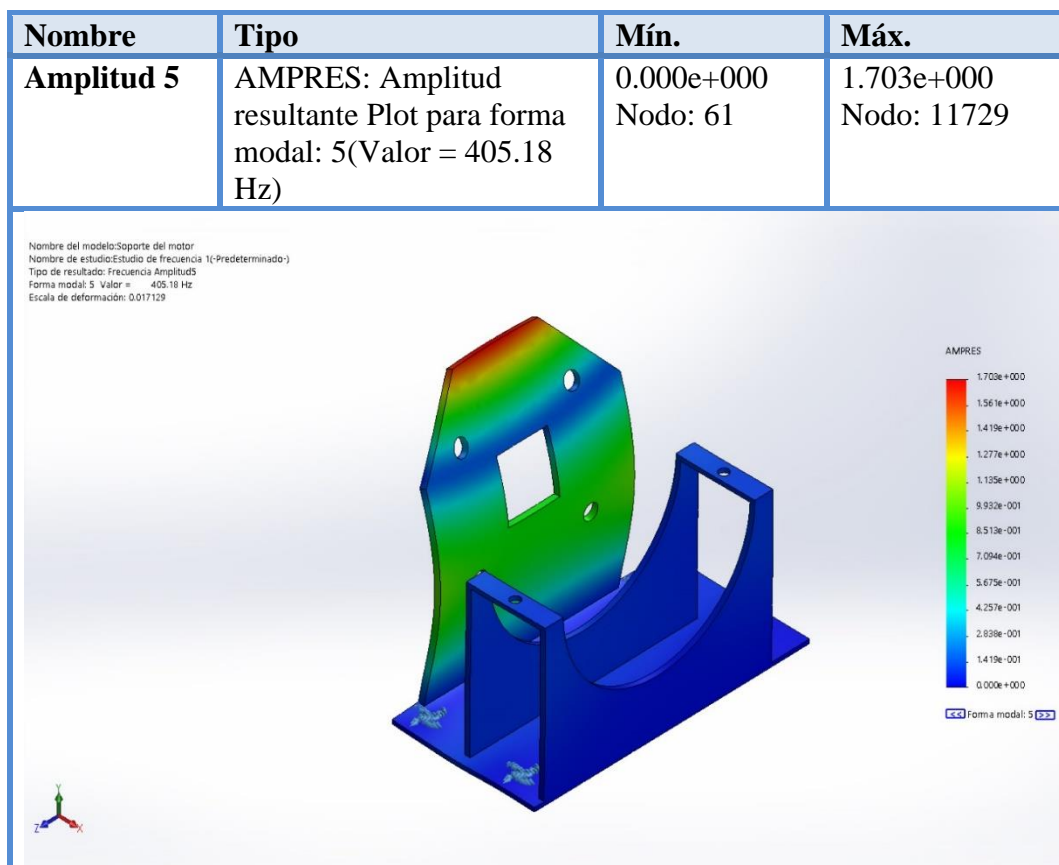 Nombre Tipo Mín. Máx.
Amplitud 5 AMPRES: Amplitud 0.000e+000 1.703e+000
resultante Plot para forma Nodo: 61 Nodo: 11729
modal: 5(Valor = 405.18
Hz)
Nombre del modelo:Soporte del motor
Nombre de estudio:Estudio de frecuencia 1(-Predeterminado-)
Tipo de resultado: Frecuencia Amplitud5
Forma modal: 5 Valor = 405.18 Hz
Escala de deformación: 0.017129
AMPRES
1.703e+000
1.561e+000
1.419e+000
1.277e+000
1.135e+000
9.932e-001
8.513e-001
7.094e-001
5.675e-001
4.257e-001
2.838e-001
1.419e-001
0.000e+000
<< Forma modal: 5 >>
Y
Z X